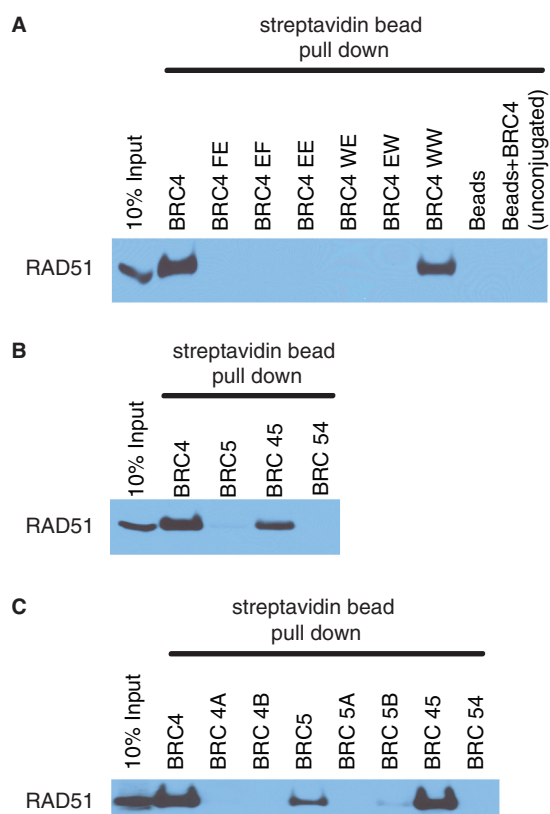 A
streptavidin bead
pull down
10% Input
BRC4
BRC4 FE
BRC4 EF
BRC4 EE
BRC4 WE
BRC4 EW
BRC4 WW
Beads
Beads+BRC4
(unconjugated)
RAD51
B
streptavidin bead
pull down
10% Input
BRC4
BRC5
BRC 45
BRC 54
RAD51
C
streptavidin bead
pull down
10% Input
BRC4
BRC 4A
BRC 4B
BRC5
BRC 5A
BRC 5B
BRC 45
BRC 54
RAD51